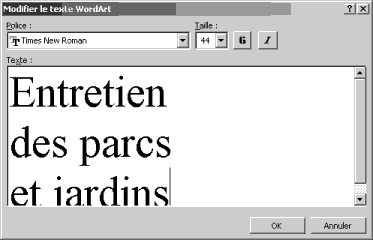 Modifier le texte WordArt
Police : Taille :
Times New Roman 44 G I
Texte :
Entretien
des parcs
et jardins
OK Annuler